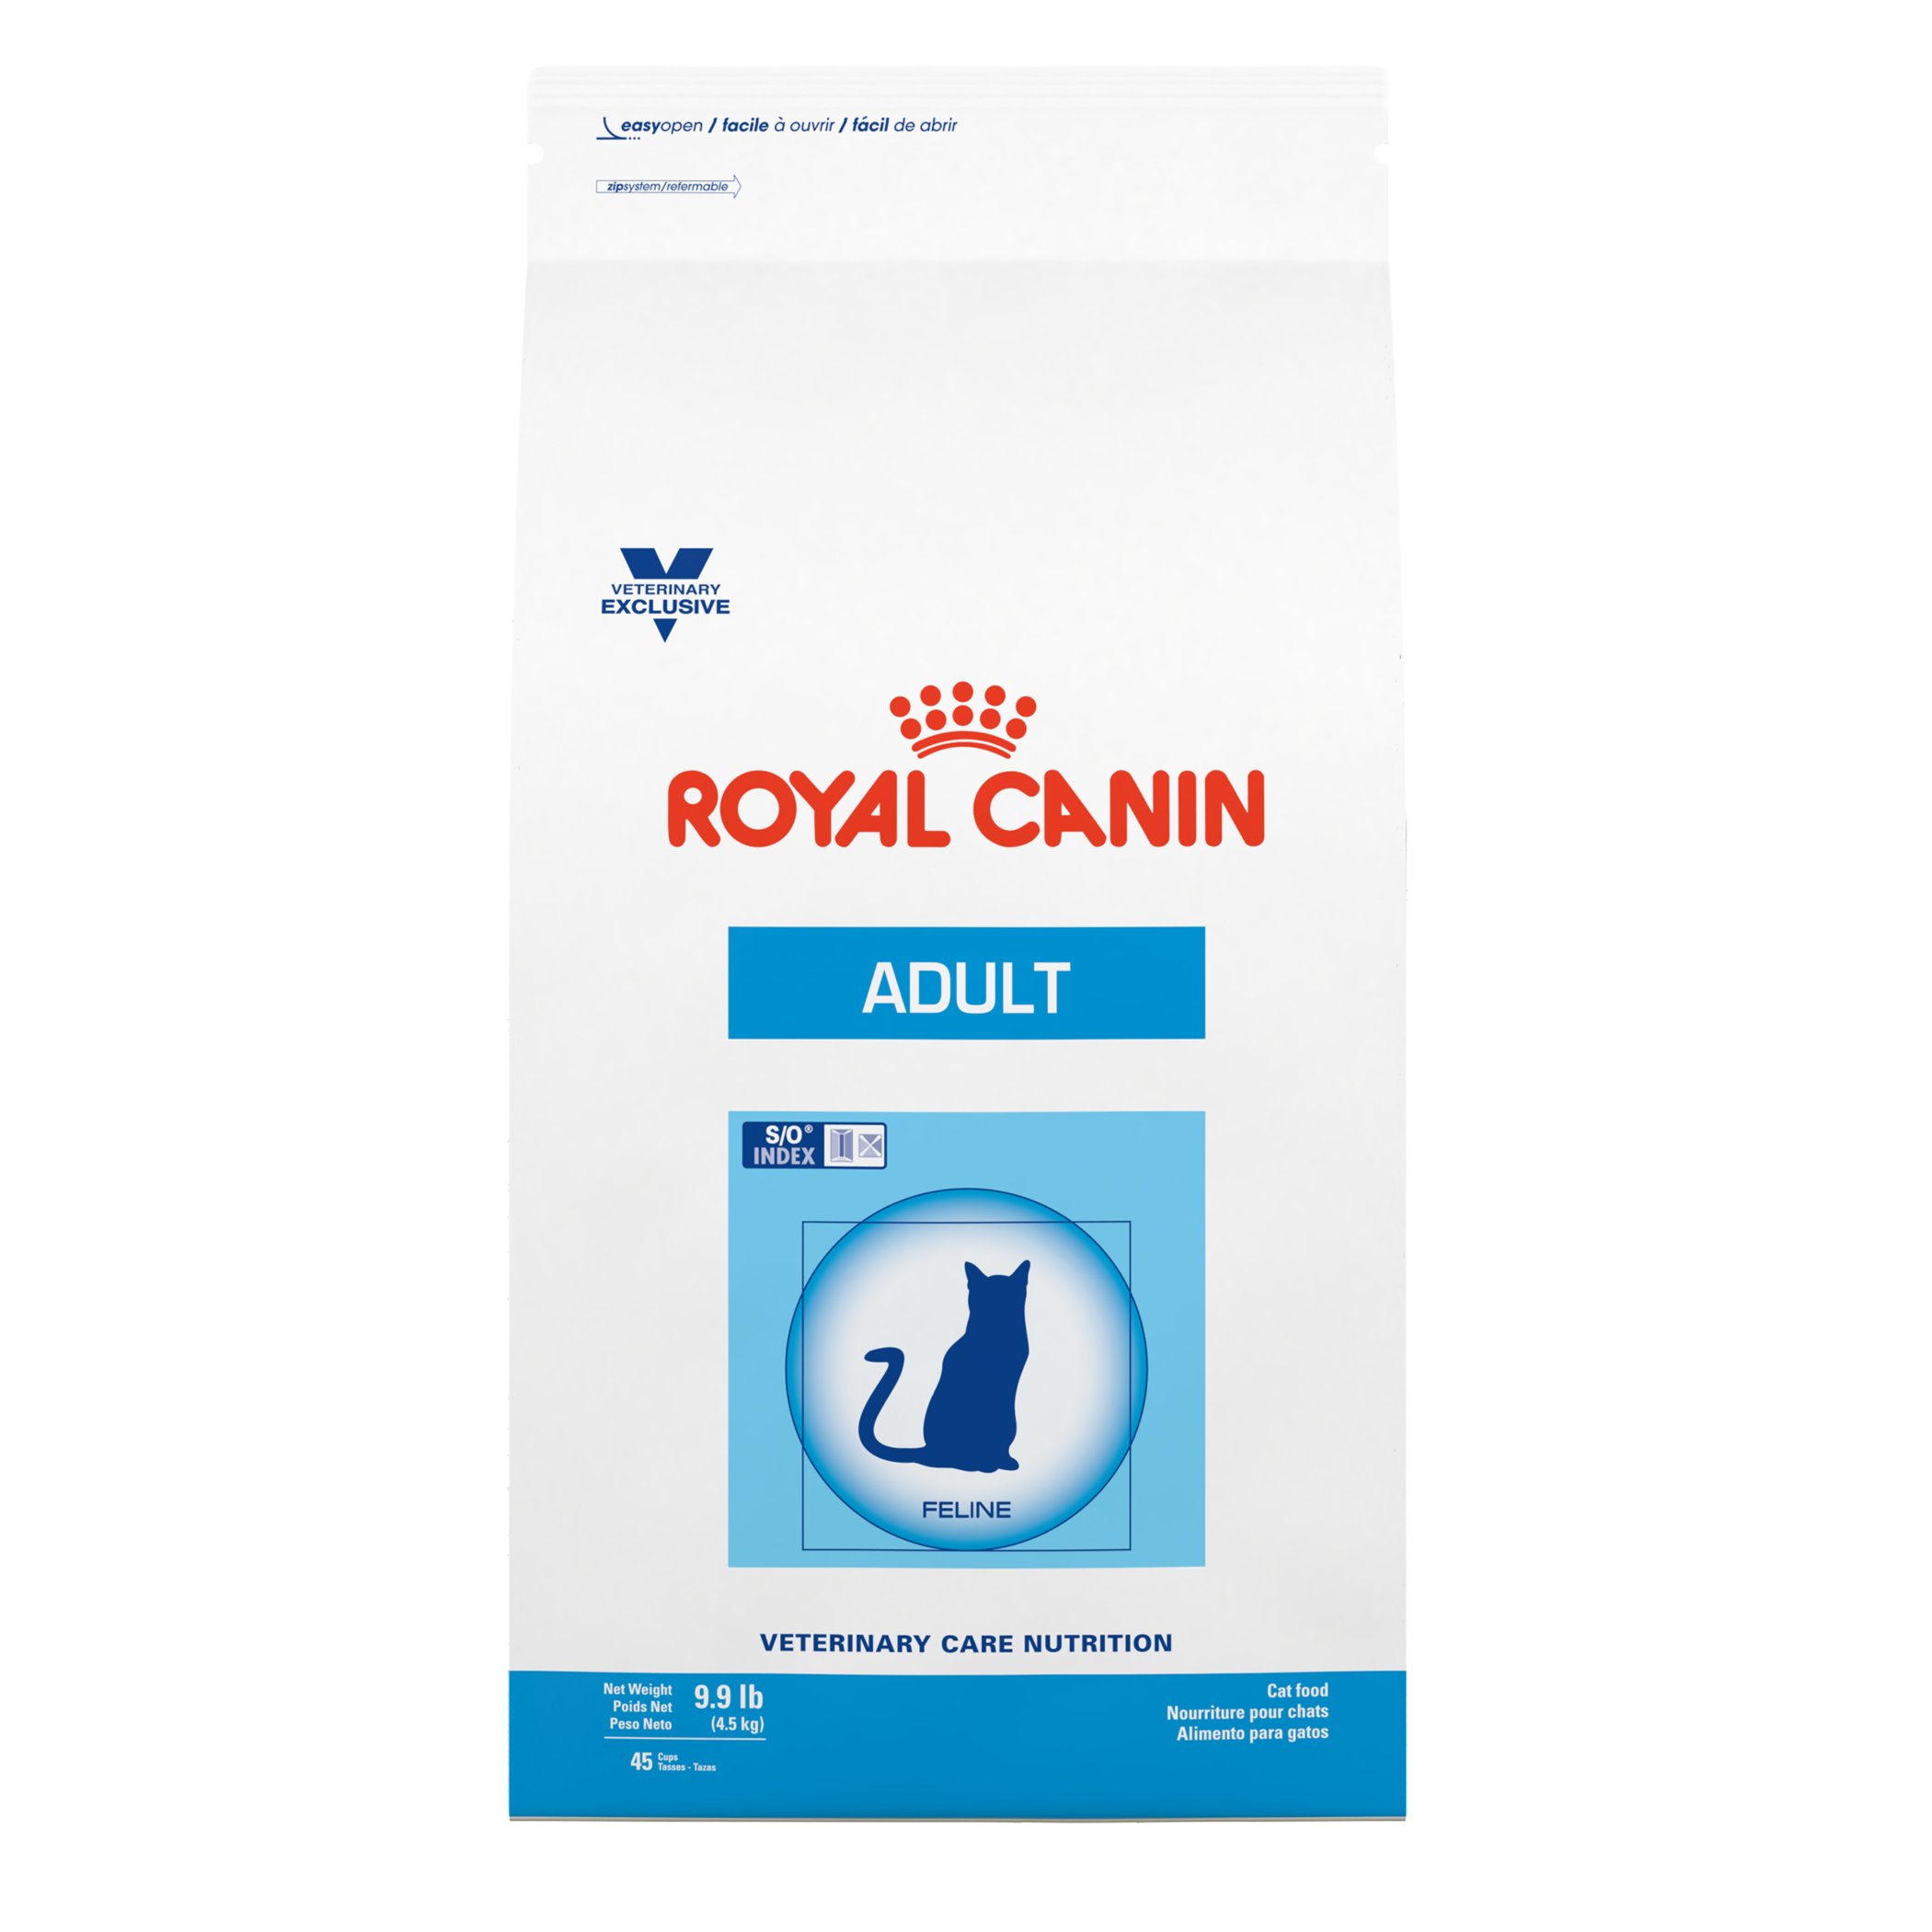 easyopen / facile à ouvrir / fácil de abrir
zipsystem/refermable
VETERINARY
EXCLUSIVE
ROYAL CANIN
ADULT
S/O®
INDEX
FELINE
VETERINARY CARE NUTRITION
Net Weight
Poids Net
Peso Neto
9.9 lb
(4.5 kg)
45 Cups
Tasses - Tazas
Cat food
Nourriture pour chats
Alimento para gatos